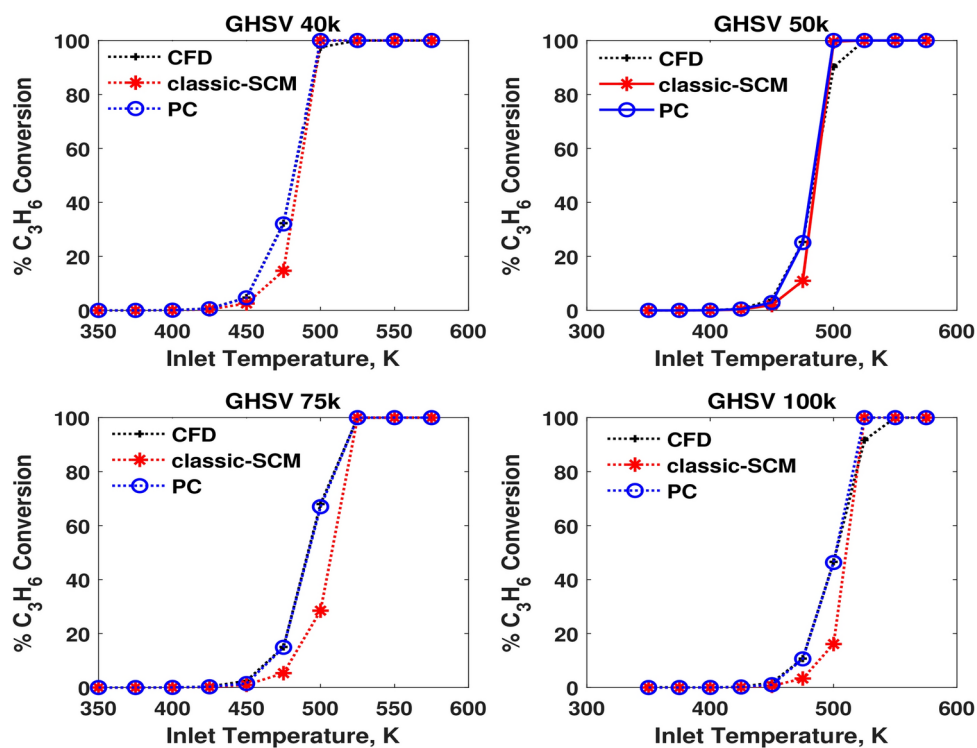 GHSV 40k
100
80
60
40
20
0
% C₃H₆ Conversion
CFD
classic-SCM
PC
350 400 450 500 550 600
Inlet Temperature, K
GHSV 50k
100
80
60
40
20
0
% C₃H₆ Conversion
CFD
classic-SCM
PC
300 400 500 600
Inlet Temperature, K
GHSV 75k
100
80
60
40
20
0
% C₃H₆ Conversion
CFD
classic-SCM
PC
350 400 450 500 550 600
Inlet Temperature, K
GHSV 100k
100
80
60
40
20
0
% C₃H₆ Conversion
CFD
classic-SCM
PC
300 400 500 600
Inlet Temperature, K